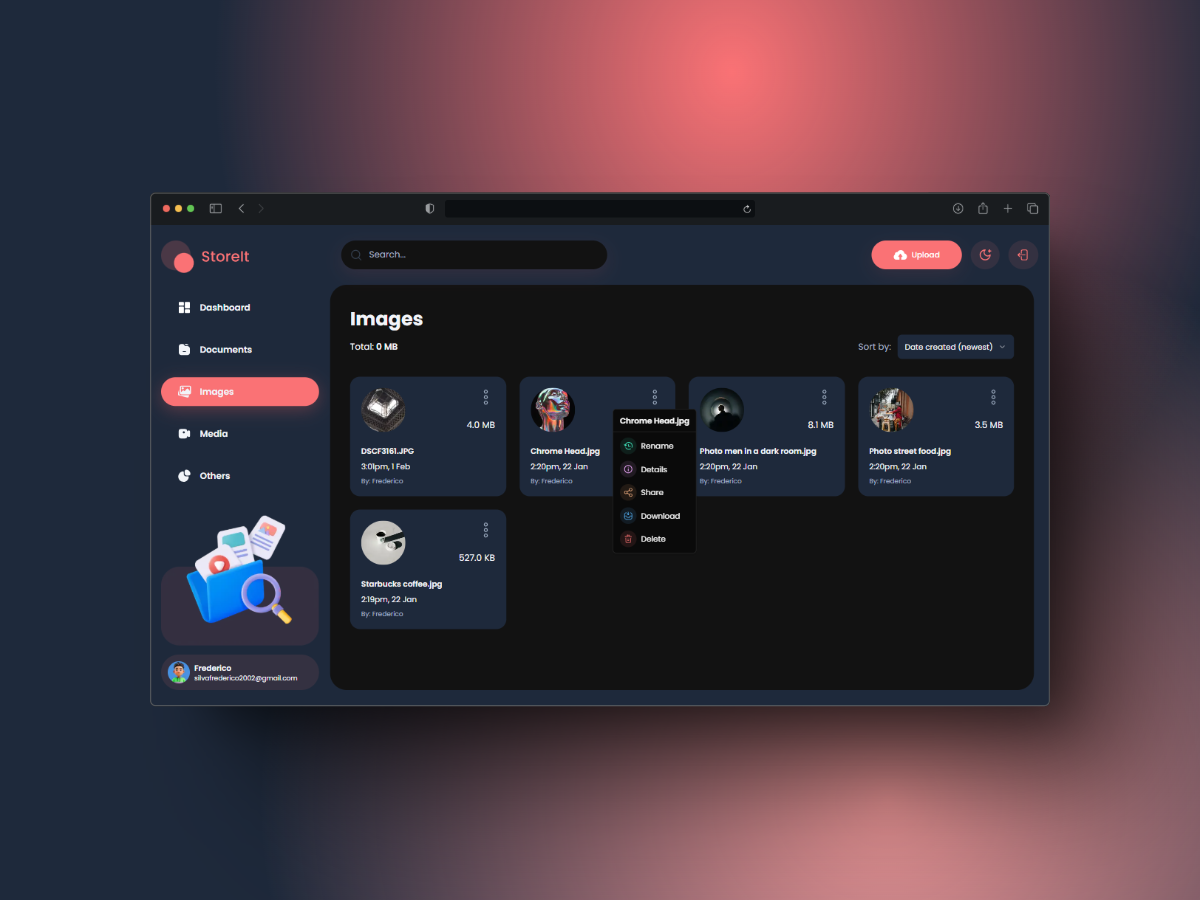 StoreIt
Search...
Upload
Dashboard
Documents
Images
Media
Others
Frederico
silvafrederico2002@gmail.com
Images
Total: 0 MB
Sort by: Date created (newest)
4.0 MB
DSCF3161.JPG
3:01pm, 1 Feb
By: Frederico
Chrome Head.jpg
2:20pm, 22 Jan
By: Frederico
Chrome Head.jpg
Rename
Details
Share
Download
Delete
8.1 MB
Photo men in a dark room.jpg
2:20pm, 22 Jan
By: Frederico
3.5 MB
Photo street food.jpg
2:20pm, 22 Jan
By: Frederico
527.0 KB
Starbucks coffee.jpg
2:19pm, 22 Jan
By: Frederico